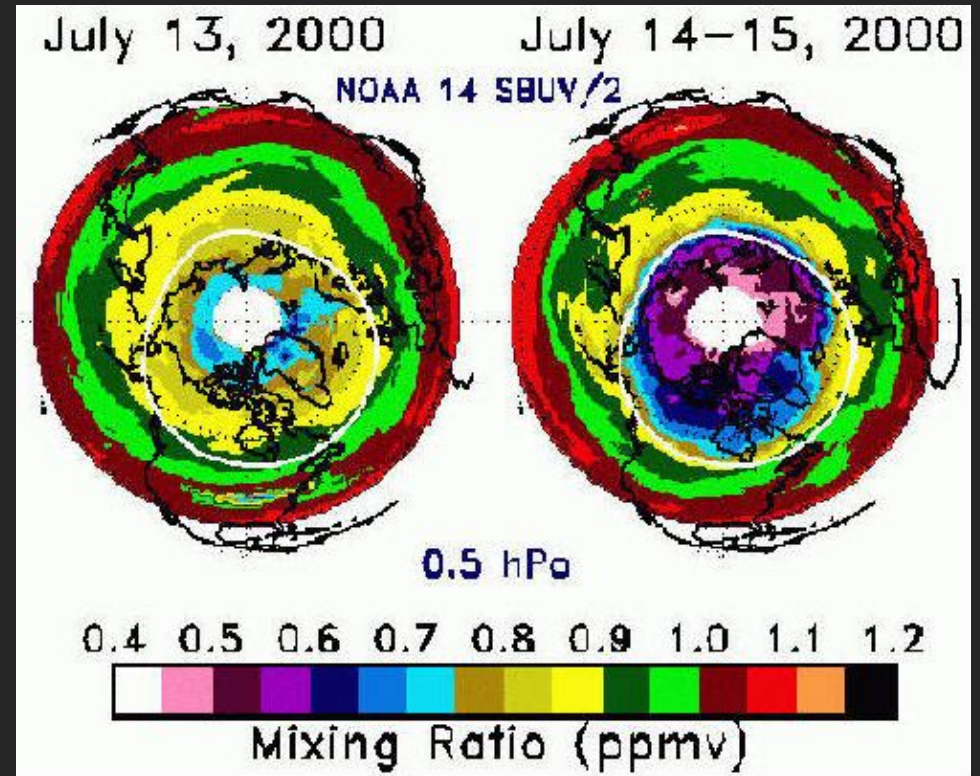 July 13, 2000 July 14-15, 2000
NOAA 14 SBUV/2
0.5 hPa
0.4 0.5 0.6 0.7 0.8 0.9 1.0 1.1 1.2
Mixing Ratio (ppmv)